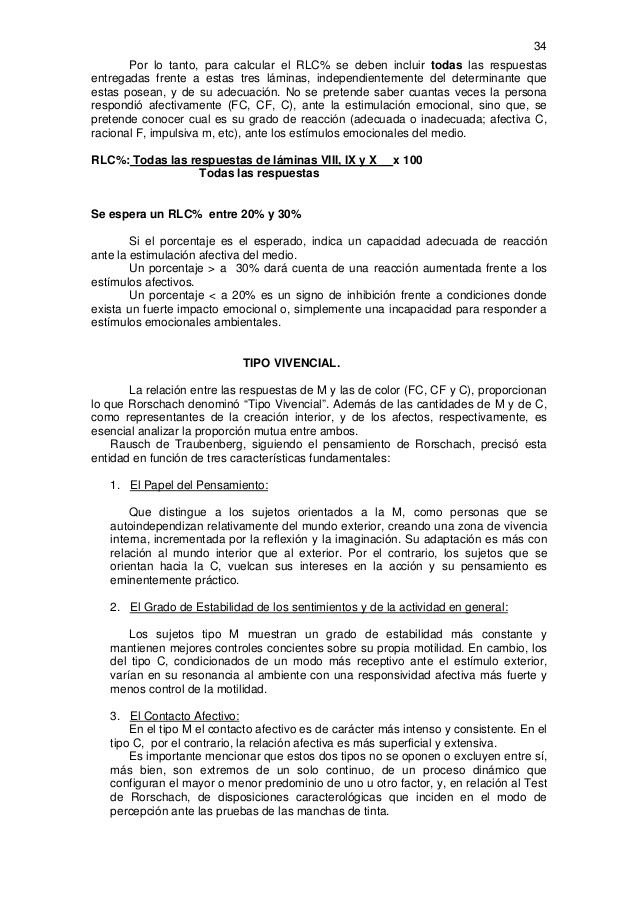 34
Por lo tanto, para calcular el RLC% se deben incluir todas las respuestas
entregadas frente a estas tres láminas, independientemente del determinante que
estas posean, y de su adecuación. No se pretende saber cuantas veces la persona
respondió afectivamente (FC, CF, C), ante la estimulación emocional, sino que, se
pretende conocer cual es su grado de reacción (adecuada o inadecuada; afectiva C,
racional F, impulsiva m, etc), ante los estímulos emocionales del medio.
RLC%: Todas las respuestas de láminas VIII, IX y X x 100
Todas las respuestas
Se espera un RLC% entre 20% y 30%
Si el porcentaje es el esperado, indica un capacidad adecuada de reacción
ante la estimulación afectiva del medio.
Un porcentaje > a 30% dará cuenta de una reacción aumentada frente a los
estímulos afectivos.
Un porcentaje < a 20% es un signo de inhibición frente a condiciones donde
exista un fuerte impacto emocional o, simplemente una incapacidad para responder a
estímulos emocionales ambientales.
TIPO VIVENCIAL.
La relación entre las respuestas de M y las de color (FC, CF y C), proporcionan
lo que Rorschach denominó “Tipo Vivencial”. Además de las cantidades de M y de C,
como representantes de la creación interior, y de los afectos, respectivamente, es
esencial analizar la proporción mutua entre ambos.
Rausch de Traubenberg, siguiendo el pensamiento de Rorschach, precisó esta
entidad en función de tres características fundamentales:
1. El Papel del Pensamiento:
Que distingue a los sujetos orientados a la M, como personas que se
autoindependizan relativamente del mundo exterior, creando una zona de vivencia
interna, incrementada por la reflexión y la imaginación. Su adaptación es más con
relación al mundo interior que al exterior. Por el contrario, los sujetos que se
orientan hacia la C, vuelcan sus intereses en la acción y su pensamiento es
eminentemente práctico.
2. El Grado de Estabilidad de los sentimientos y de la actividad en general:
Los sujetos tipo M muestran un grado de estabilidad más constante y
mantienen mejores controles concientes sobre su propia motilidad. En cambio, los
del tipo C, condicionados de un modo más receptivo ante el estímulo exterior,
varían en su resonancia al ambiente con una responsividad afectiva más fuerte y
menos control de la motilidad.
3. El Contacto Afectivo:
En el tipo M el contacto afectivo es de carácter más intenso y consistente. En el
tipo C, por el contrario, la relación afectiva es más superficial y extensiva.
Es importante mencionar que estos dos tipos no se oponen o excluyen entre sí,
más bien, son extremos de un solo continuo, de un proceso dinámico que
configuran el mayor o menor predominio de uno u otro factor, y, en relación al Test
de Rorschach, de disposiciones caracterológicas que inciden en el modo de
percepción ante las pruebas de las manchas de tinta.